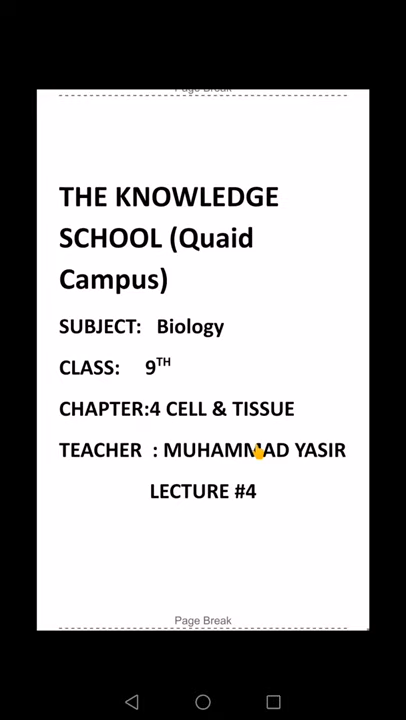 Page Break
THE KNOWLEDGE
SCHOOL (Quaid
Campus)
SUBJECT: Biology
CLASS: 9TH
CHAPTER:4 CELL & TISSUE
TEACHER : MUHAMMAD YASIR
LECTURE #4
Page Break